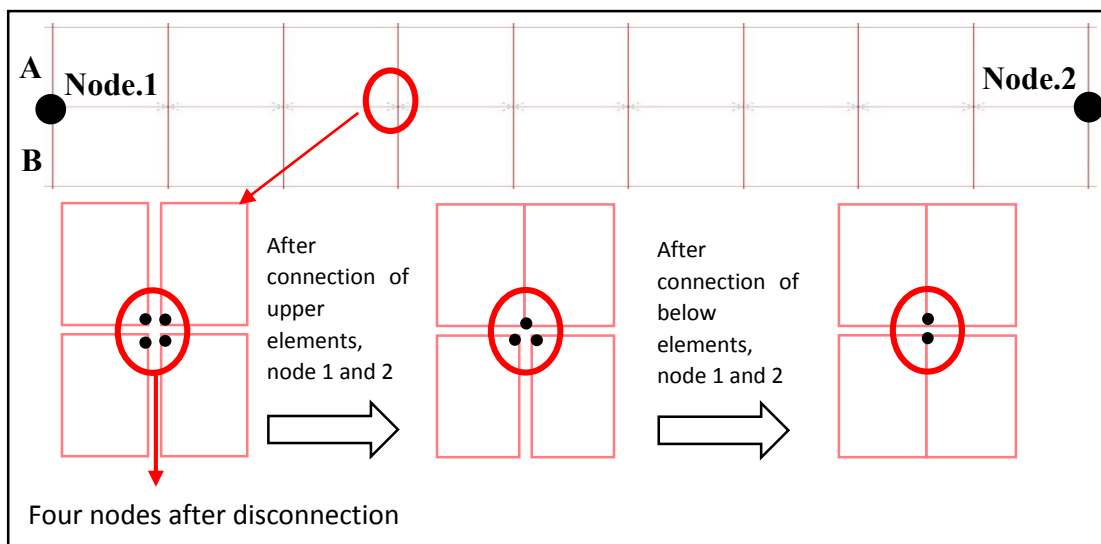 A
Node.1
Node.2
B
After
connection of
upper
elements,
node 1 and 2
After
connection of
below
elements,
node 1 and 2
Four nodes after disconnection